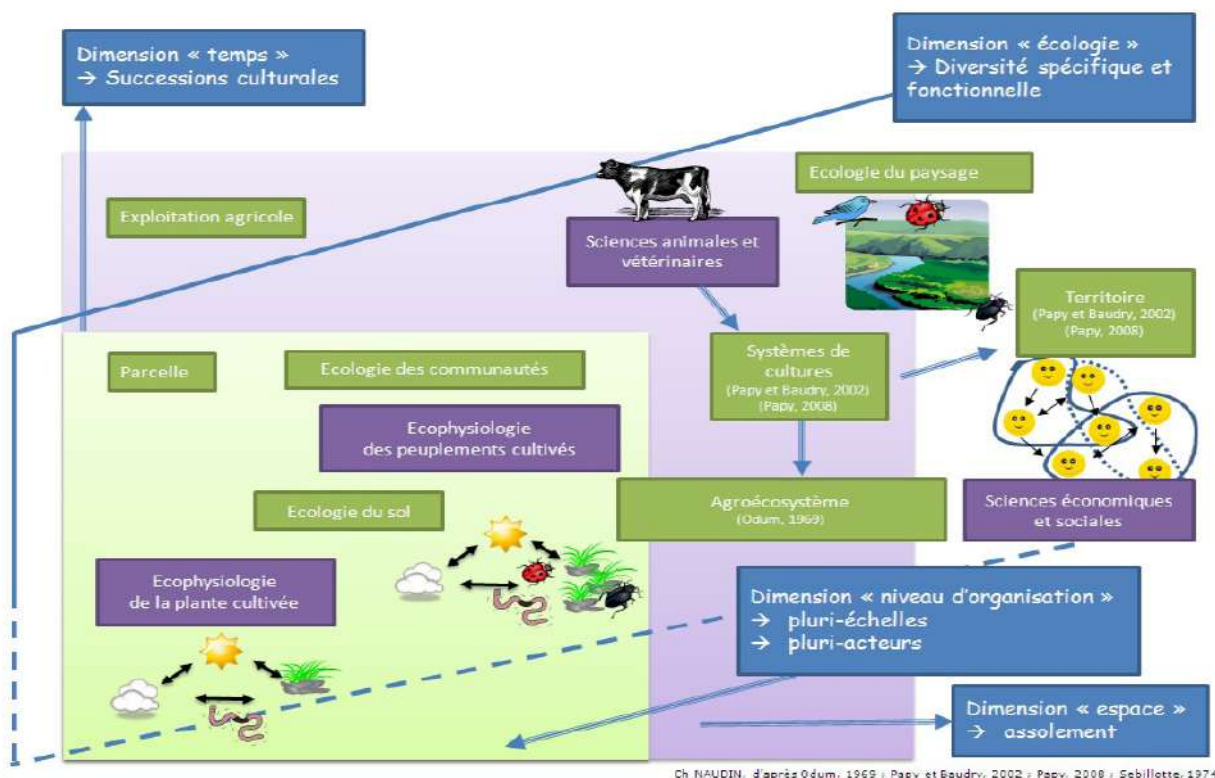 Dimension « temps »
→ Successions culturales
Dimension « écologie »
→ Diversité spécifique et
fonctionnelle
Ecologie du paysage
Exploitation agricole
Sciences animales et
vétérinaires
Territoire
(Papy et Baudry, 2002)
(Papy, 2008)
Parcelle
Ecologie des communautés
Systèmes de
cultures
(Papy et Baudry, 2002)
(Papy, 2008)
Ecophysiologie
des peuplements cultivés
Ecologie du sol
Agroécosystème
(Odum, 1969)
Sciences économiques
et sociales
Ecophysiologie
de la plante cultivée
Dimension « niveau d'organisation »
→ pluri-échelles
→ pluri-acteurs
Dimension « espace »
→ assolement
Ch NAUDIN, d'après Odum, 1969 ; Papy et Baudry, 2002 ; Papy, 2008 ; Sebillotte, 1974